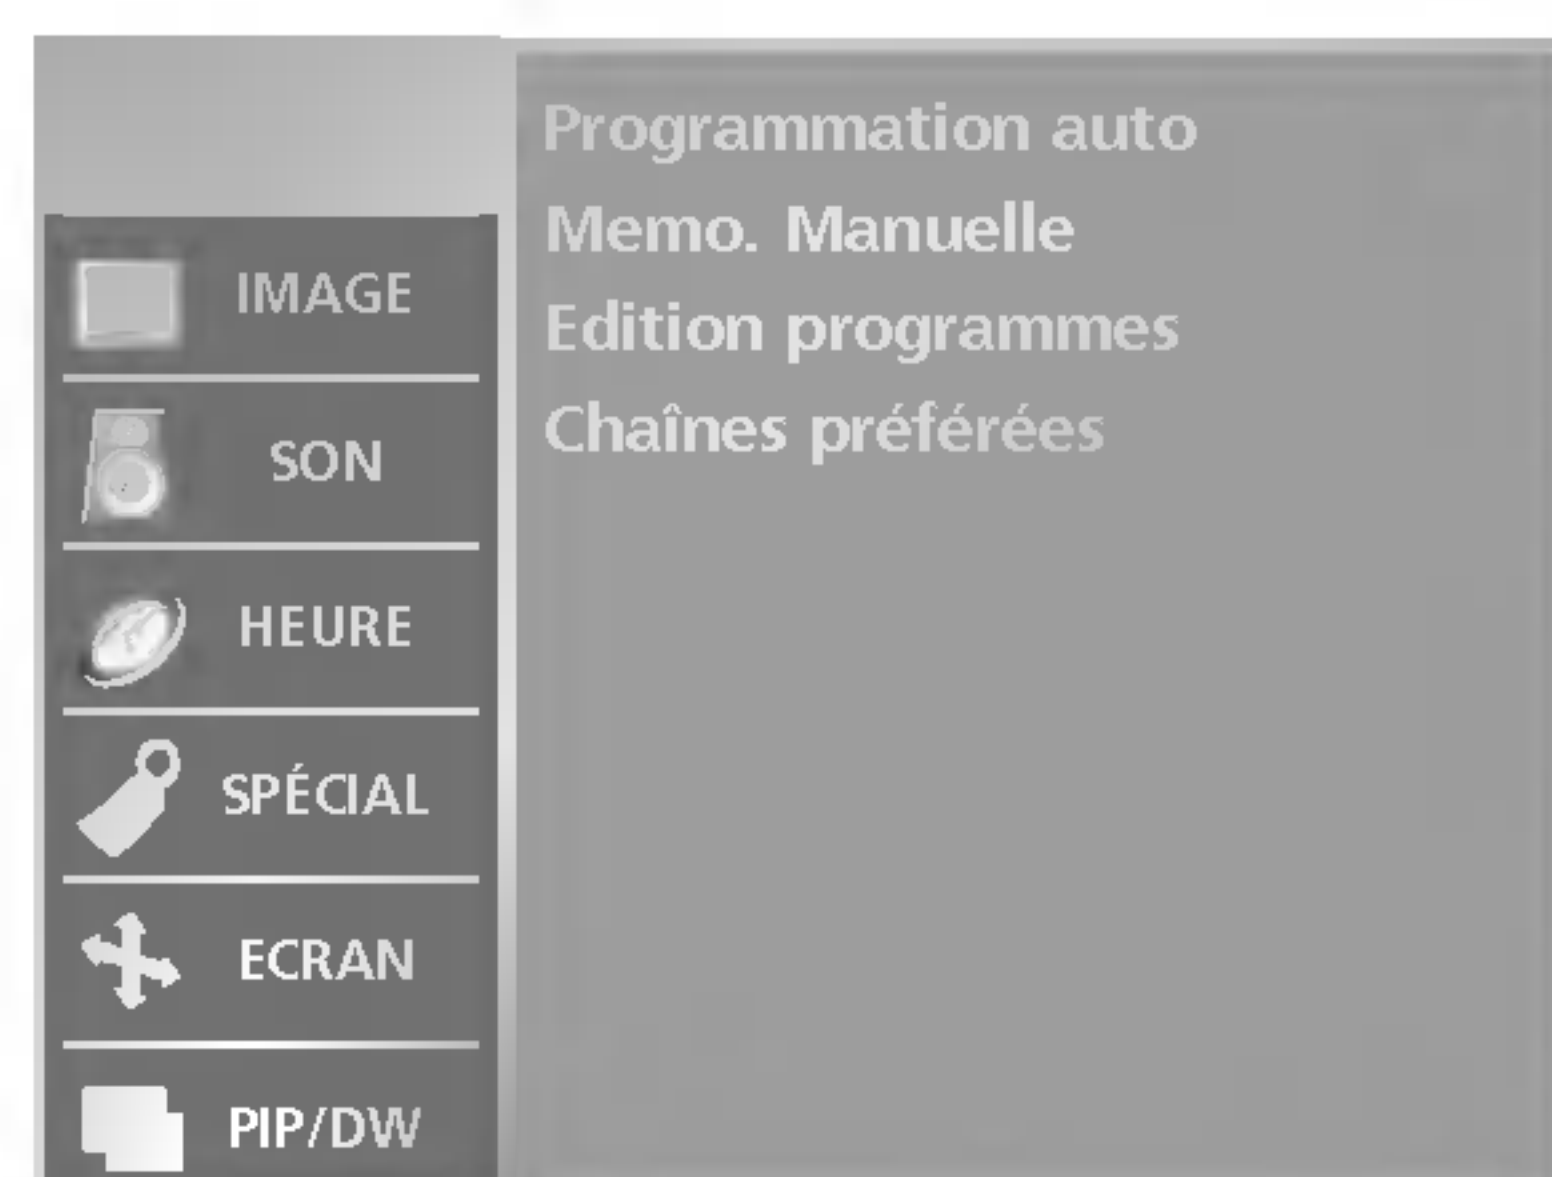 Programmation auto
Memo. Manuelle
Edition programmes
Chaînes préférées
IMAGE
SON
HEURE
SPÉCIAL
ECRAN
PIP/DW